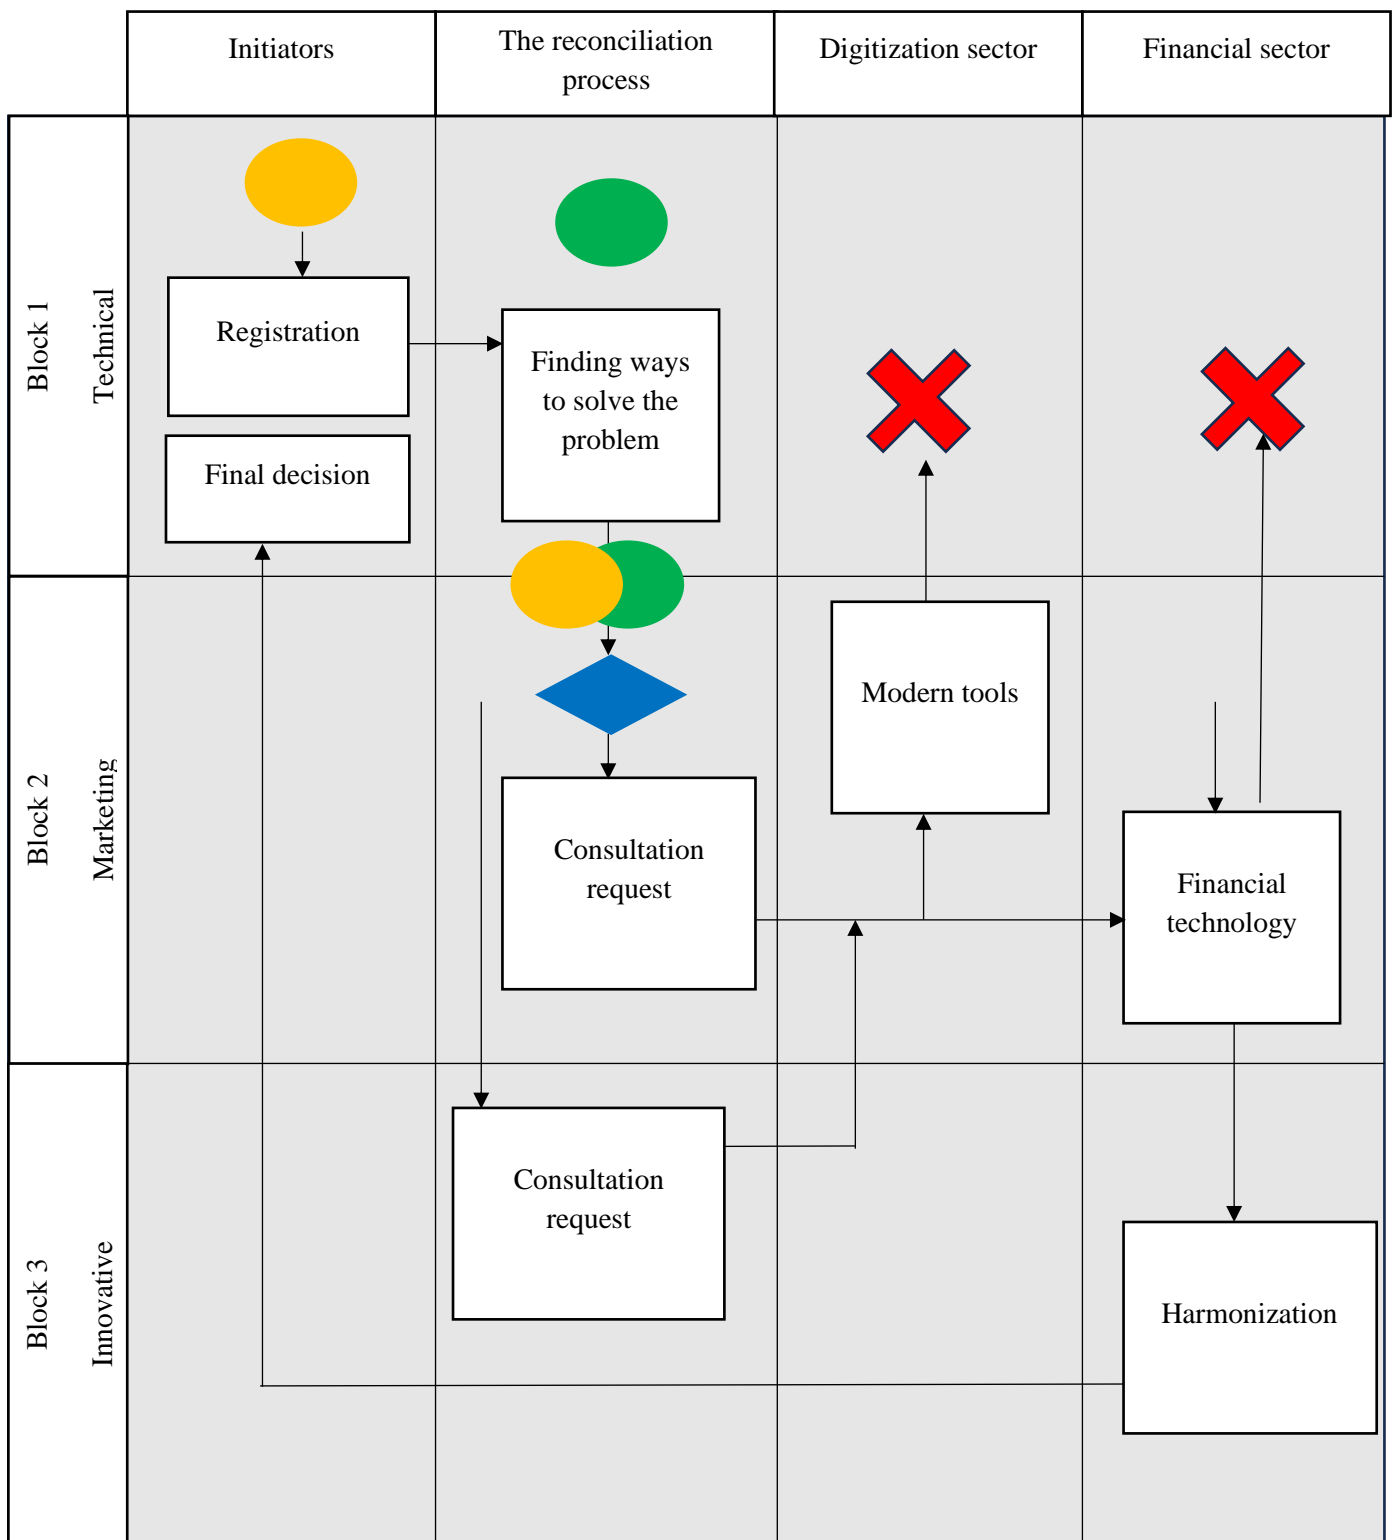 Initiators
The reconciliation
process
Digitization sector
Financial sector
Block 1
Technical
Registration
Finding ways
to solve the
problem
Final decision
Block 2
Marketing
Modern tools
Consultation
request
Financial
technology
Block 3
Innovative
Consultation
request
Harmonization